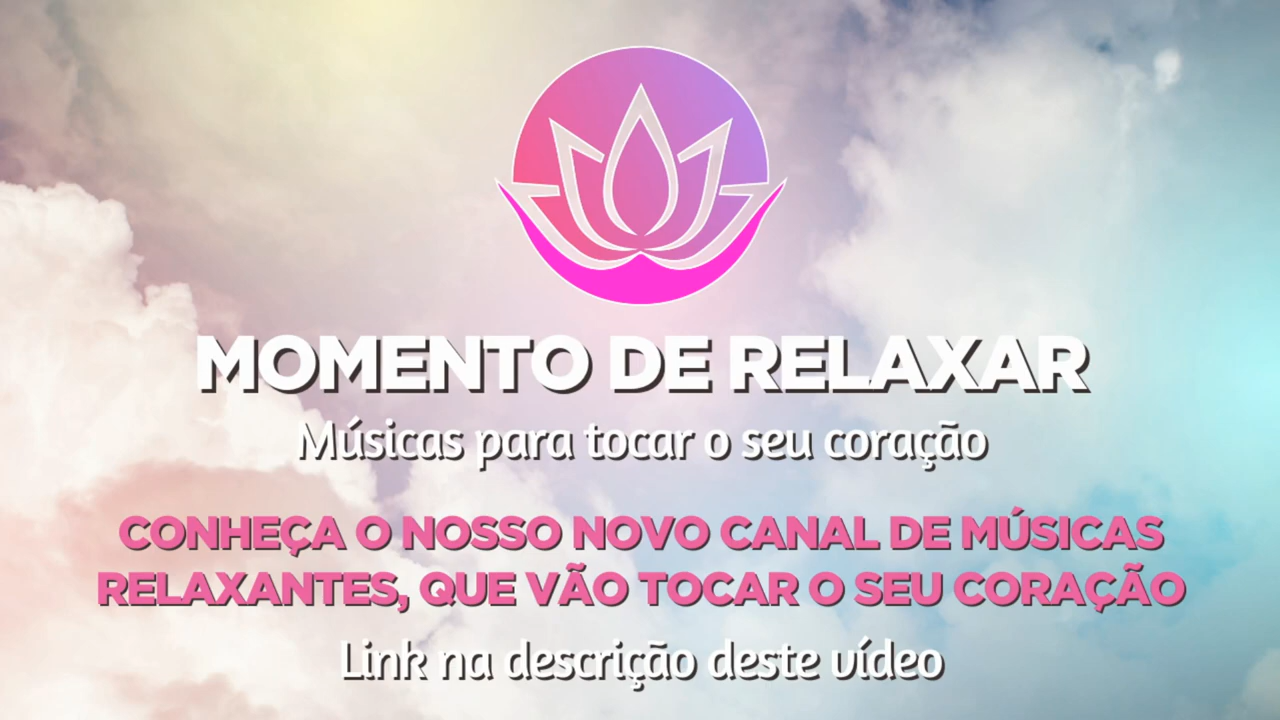 MOMENTO DE RELAXAR
Músicas para tocar o seu coração
CONHEÇA O NOSSO NOVO CANAL DE MÚSICAS
RELAXANTES, QUE VÃO TOCAR O SEU CORAÇÃO
Link na descrição deste vídeo